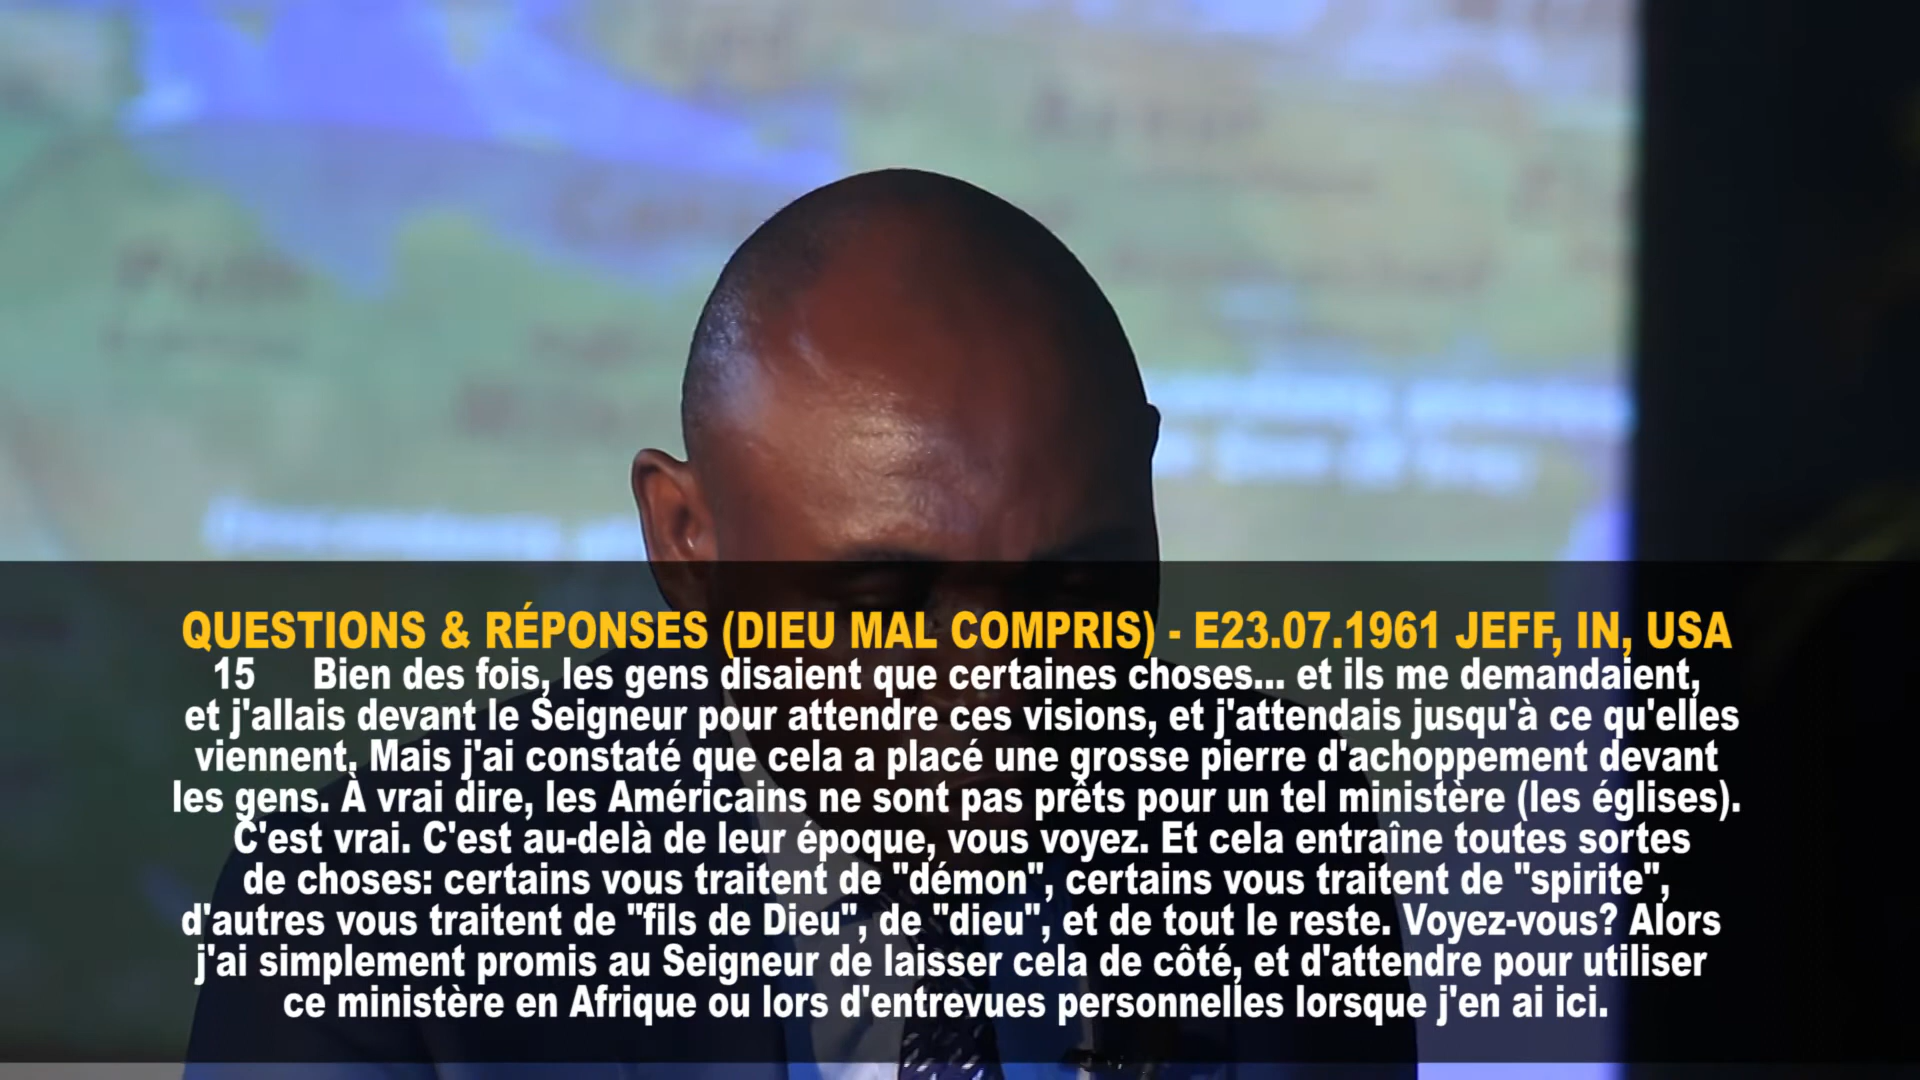 QUESTIONS & RÉPONSES (DIEU MAL COMPRIS) - E23.07.1961 JEFF, IN, USA
15 Bien des fois, les gens disaient que certaines choses... et ils me demandaient,
et j'allais devant le Seigneur pour attendre ces visions, et j'attendais jusqu'à ce qu'elles
viennent. Mais j'ai constaté que cela a placé une grosse pierre d'achoppement devant
les gens. À vrai dire, les Américains ne sont pas prêts pour un tel ministère (les églises).
C'est vrai. C'est au-delà de leur époque, vous voyez. Et cela entraîne toutes sortes
de choses: certains vous traitent de "démon", certains vous traitent de "spirite",
d'autres vous traitent de "fils de Dieu", de "dieu", et de tout le reste. Voyez-vous? Alors
j'ai simplement promis au Seigneur de laisser cela de côté, et d'attendre pour utiliser
ce ministère en Afrique ou lors d'entrevues personnelles lorsque j'en ai ici.